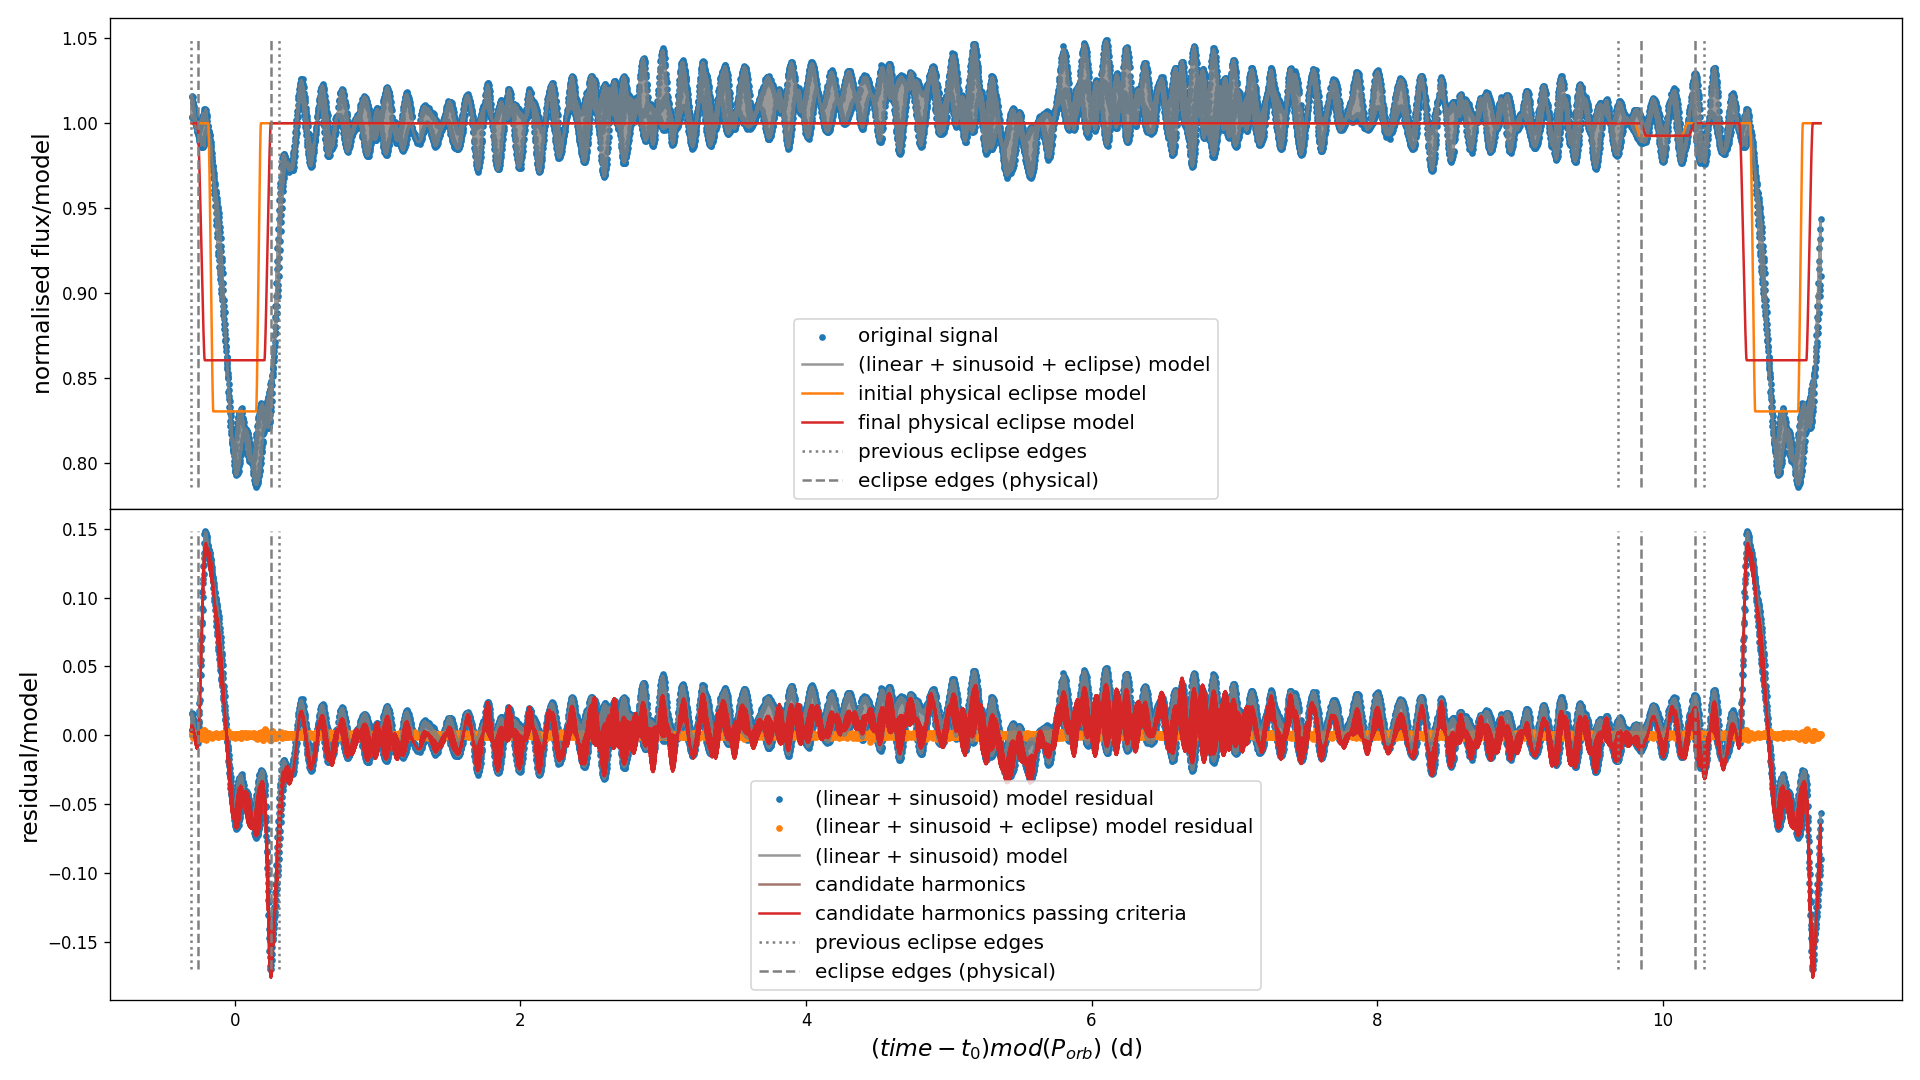 normalised flux/model
1.05
1.00
0.95
0.90
0.85
0.80
original signal
(linear + sinusoid + eclipse) model
initial physical eclipse model
final physical eclipse model
previous eclipse edges
eclipse edges (physical)
residual/model
0.15
0.10
0.05
0.00
−0.05
−0.10
−0.15
(linear + sinusoid) model residual
(linear + sinusoid + eclipse) model residual
(linear + sinusoid) model
candidate harmonics
candidate harmonics passing criteria
previous eclipse edges
eclipse edges (physical)
0 2 4 6 8 10
(time − t₀)mod(P_orb) (d)